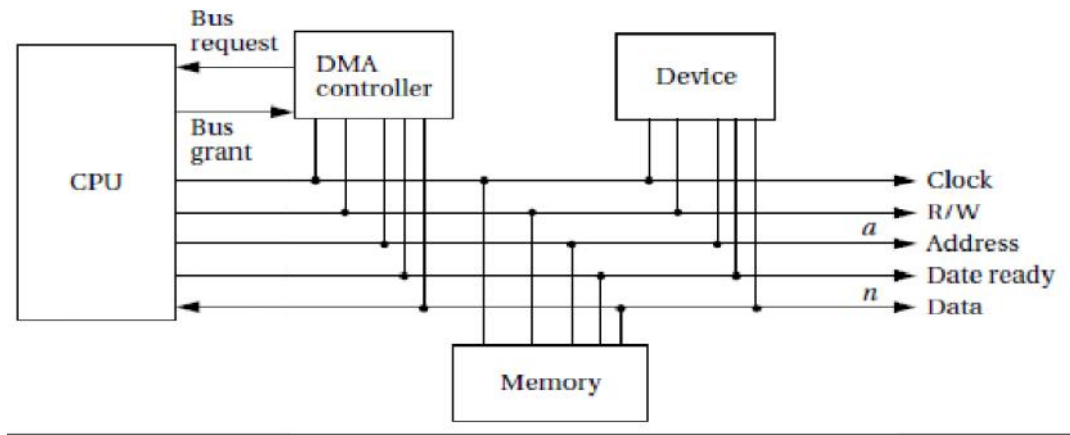 Bus
request
DMA
controller
Device
Bus
grant
CPU
Clock
R/W
a
Address
Date ready
n
Data
Memory